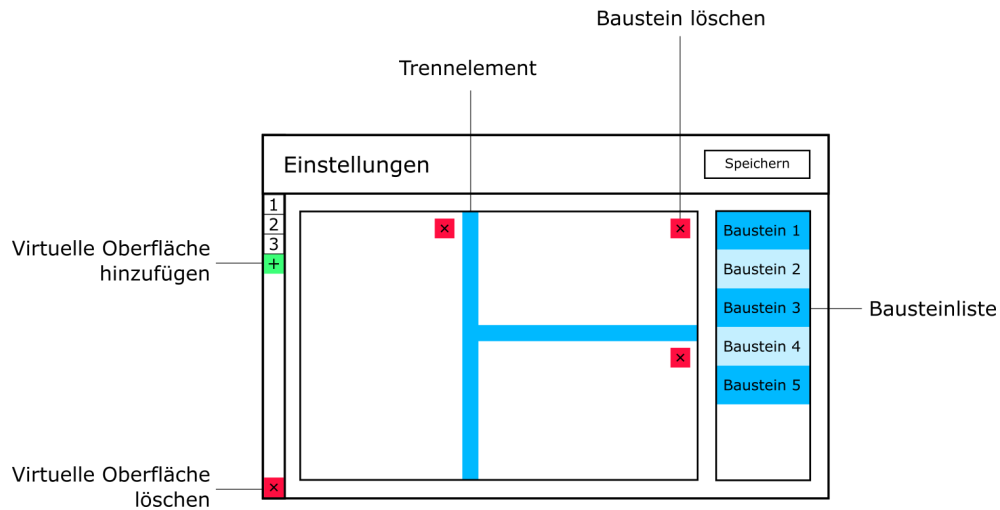 Baustein löschen
Trennelement
Einstellungen
Speichern
1
2
3
+
Virtuelle Oberfläche
hinzufügen
×
×
×
Baustein 1
Baustein 2
Baustein 3
Baustein 4
Baustein 5
Bausteinliste
Virtuelle Oberfläche
löschen
×